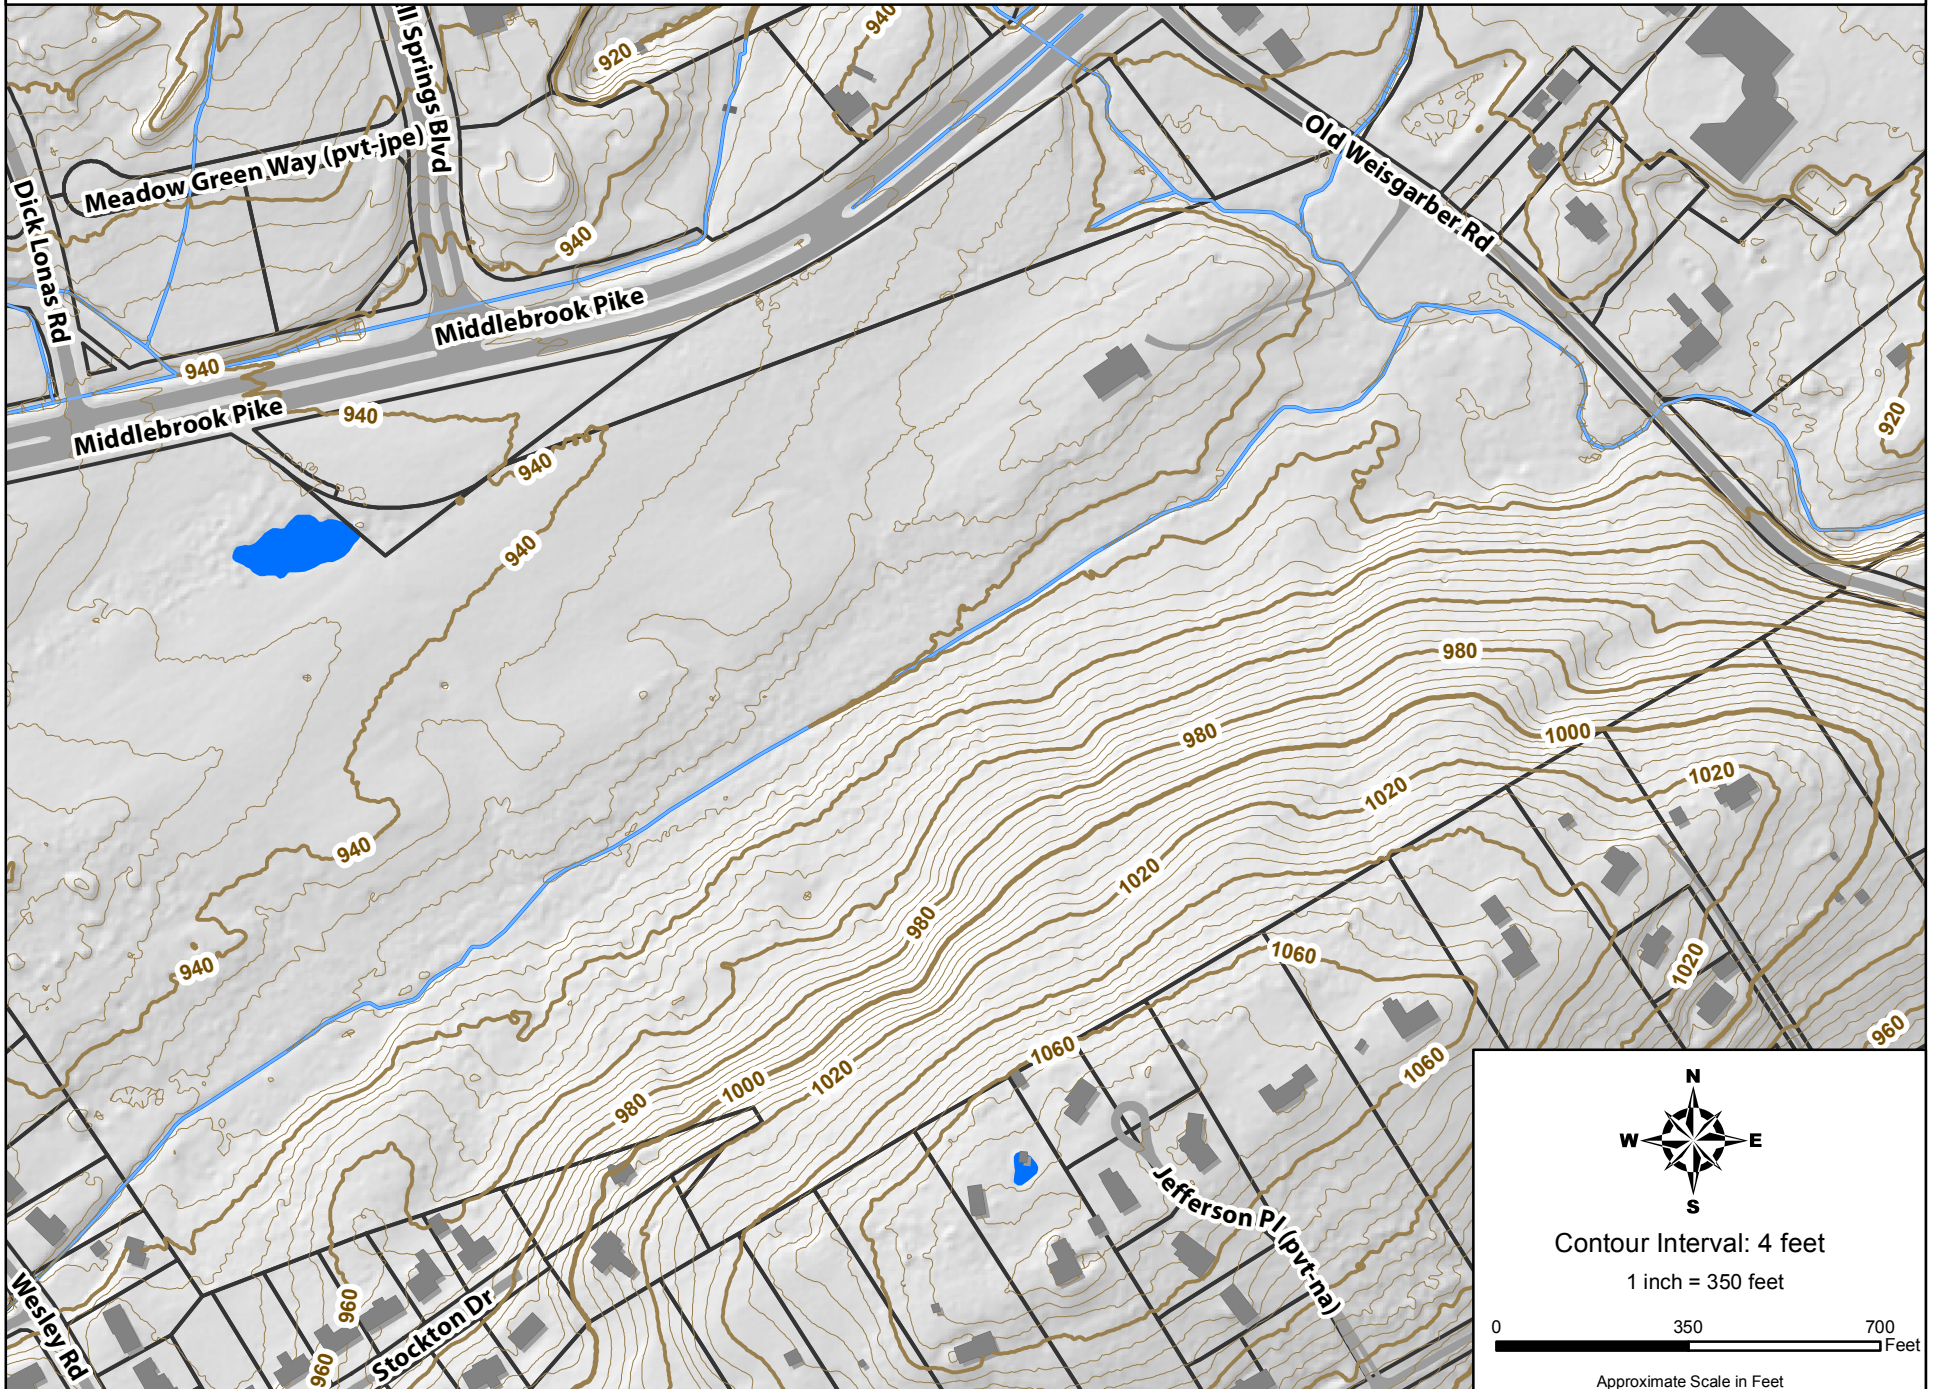 940
920
ll Springs Blvd
Meadow Green Way (pvt-jpe)
Dick Lonas Rd
Old Weisgarber Rd
940
Middlebrook Pike
940
940
Middlebrook Pike
920
940
940
980
980
1000
1020
1020
940
1020
980
940
1020
1060
960
1060
1060
1000
1020
980
Jefferson Pl (pvt-na)
960
Stockton Dr
960
Wesley Rd
N
W E
S
Contour Interval: 4 feet
1 inch = 350 feet
0 350 700
Feet
Approximate Scale in Feet